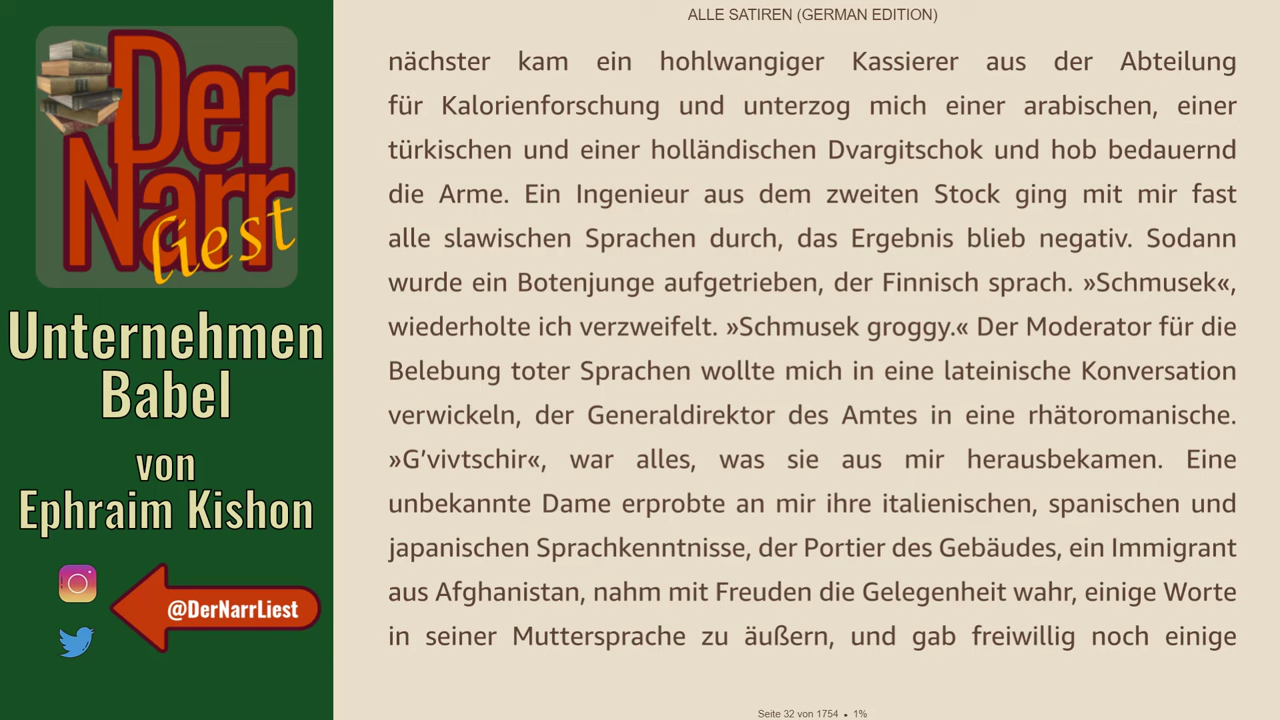 Der
Narr
liest
Unternehmen
Babel
von
Ephraim Kishon
@DerNarrLiest
ALLE SATIREN (GERMAN EDITION)
nächster kam ein hohlwangiger Kassierer aus der Abteilung
für Kalorienforschung und unterzog mich einer arabischen, einer
türkischen und einer holländischen Dvargitschok und hob bedauernd
die Arme. Ein Ingenieur aus dem zweiten Stock ging mit mir fast
alle slawischen Sprachen durch, das Ergebnis blieb negativ. Sodann
wurde ein Botenjunge aufgetrieben, der Finnisch sprach. »Schmusek«,
wiederholte ich verzweifelt. »Schmusek groggy.« Der Moderator für die
Belebung toter Sprachen wollte mich in eine lateinische Konversation
verwickeln, der Generaldirektor des Amtes in eine rhätoromanische.
»G’vivtschir«, war alles, was sie aus mir herausbekamen. Eine
unbekannte Dame erprobte an mir ihre italienischen, spanischen und
japanischen Sprachkenntnisse, der Portier des Gebäudes, ein Immigrant
aus Afghanistan, nahm mit Freuden die Gelegenheit wahr, einige Worte
in seiner Muttersprache zu äußern, und gab freiwillig noch einige
Seite 32 von 1754 • 1%